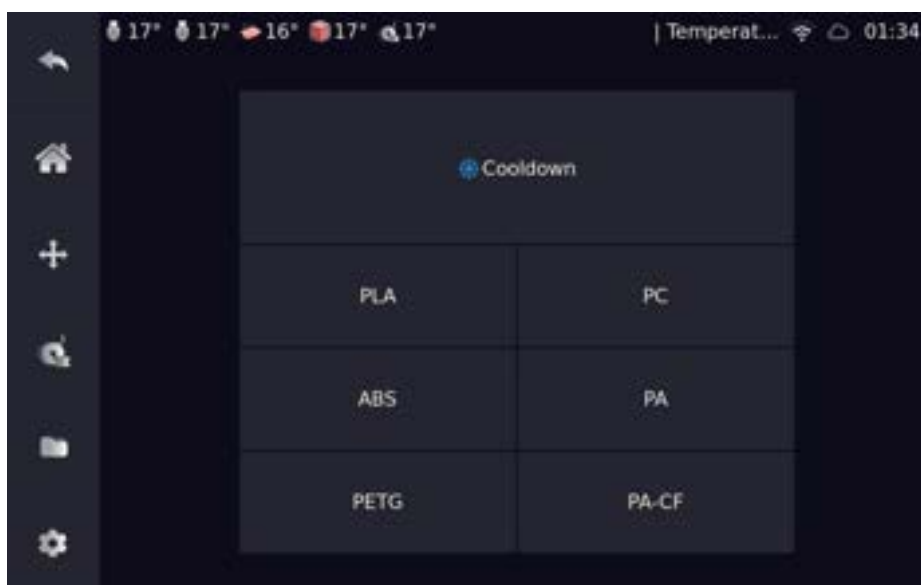 17° 17° 16° 17° 17° | Temperat... 01:34
Cooldown
PLA PC
ABS PA
PETG PA-CF